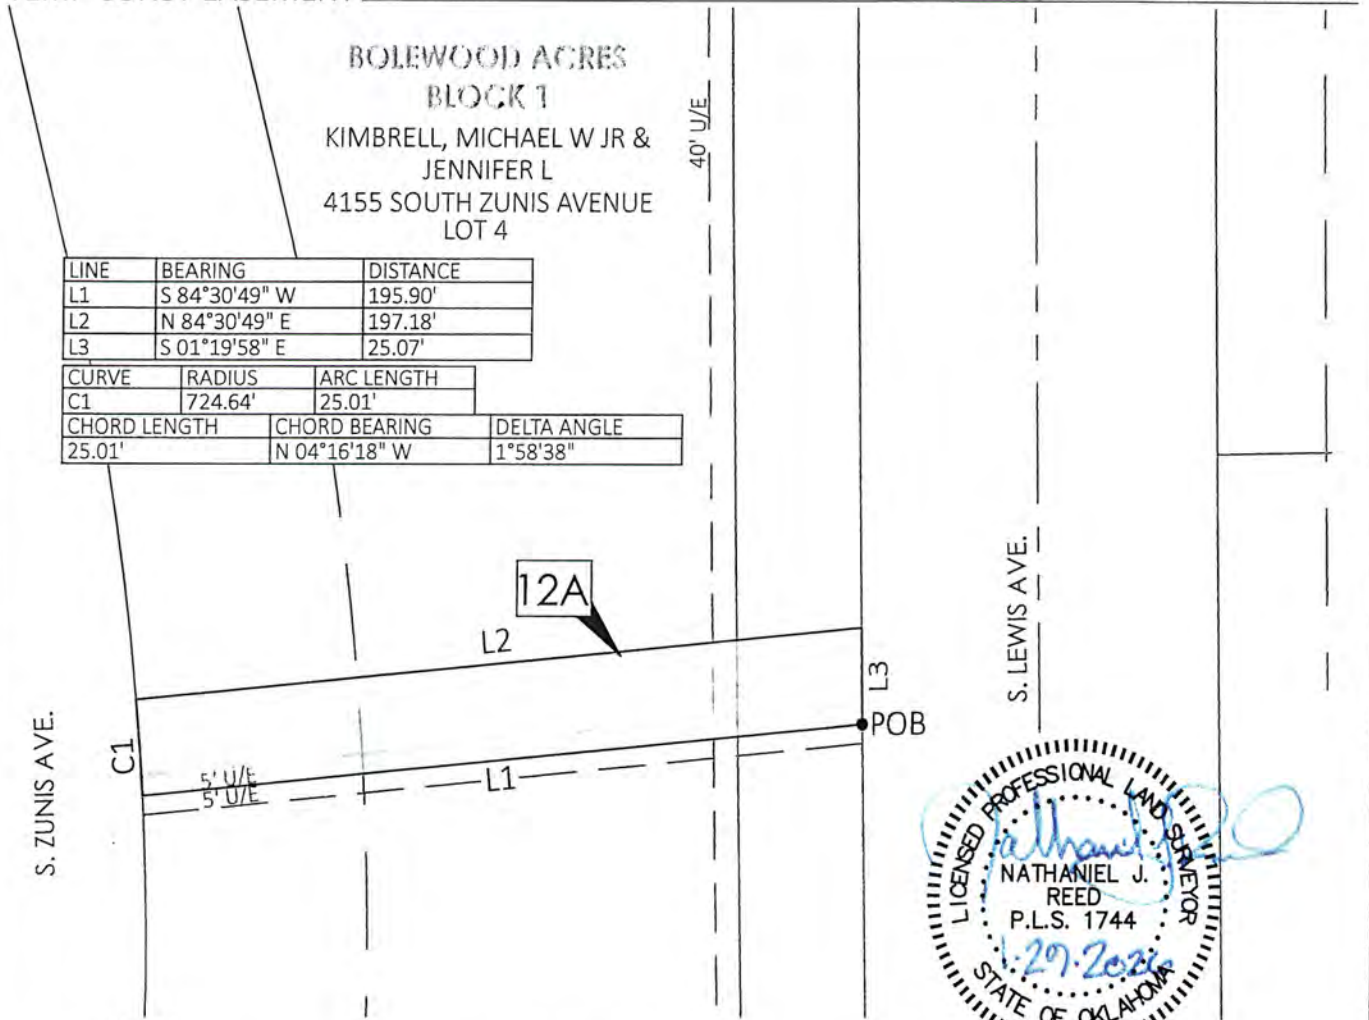 BOLEWOOD ACRES
BLOCK 1
KIMBRELL, MICHAEL W JR &
JENNIFER L
4155 SOUTH ZUNIS AVENUE
LOT 4
40' U/E
LINE BEARING DISTANCE
L1 S 84°30'49" W 195.90'
L2 N 84°30'49" E 197.18'
L3 S 01°19'58" E 25.07'
CURVE RADIUS ARC LENGTH
C1 724.64' 25.01'
CHORD LENGTH CHORD BEARING DELTA ANGLE
25.01' N 04°16'18" W 1°58'38"
12A
L2
L3
POB
S. LEWIS AVE.
S. ZUNIS AVE.
C1
5' U/E
5' U/E
L1
LICENSED PROFESSIONAL LAND SURVEYOR
NATHANIEL J.
REED
P.L.S. 1744
STATE OF OKLAHOMA